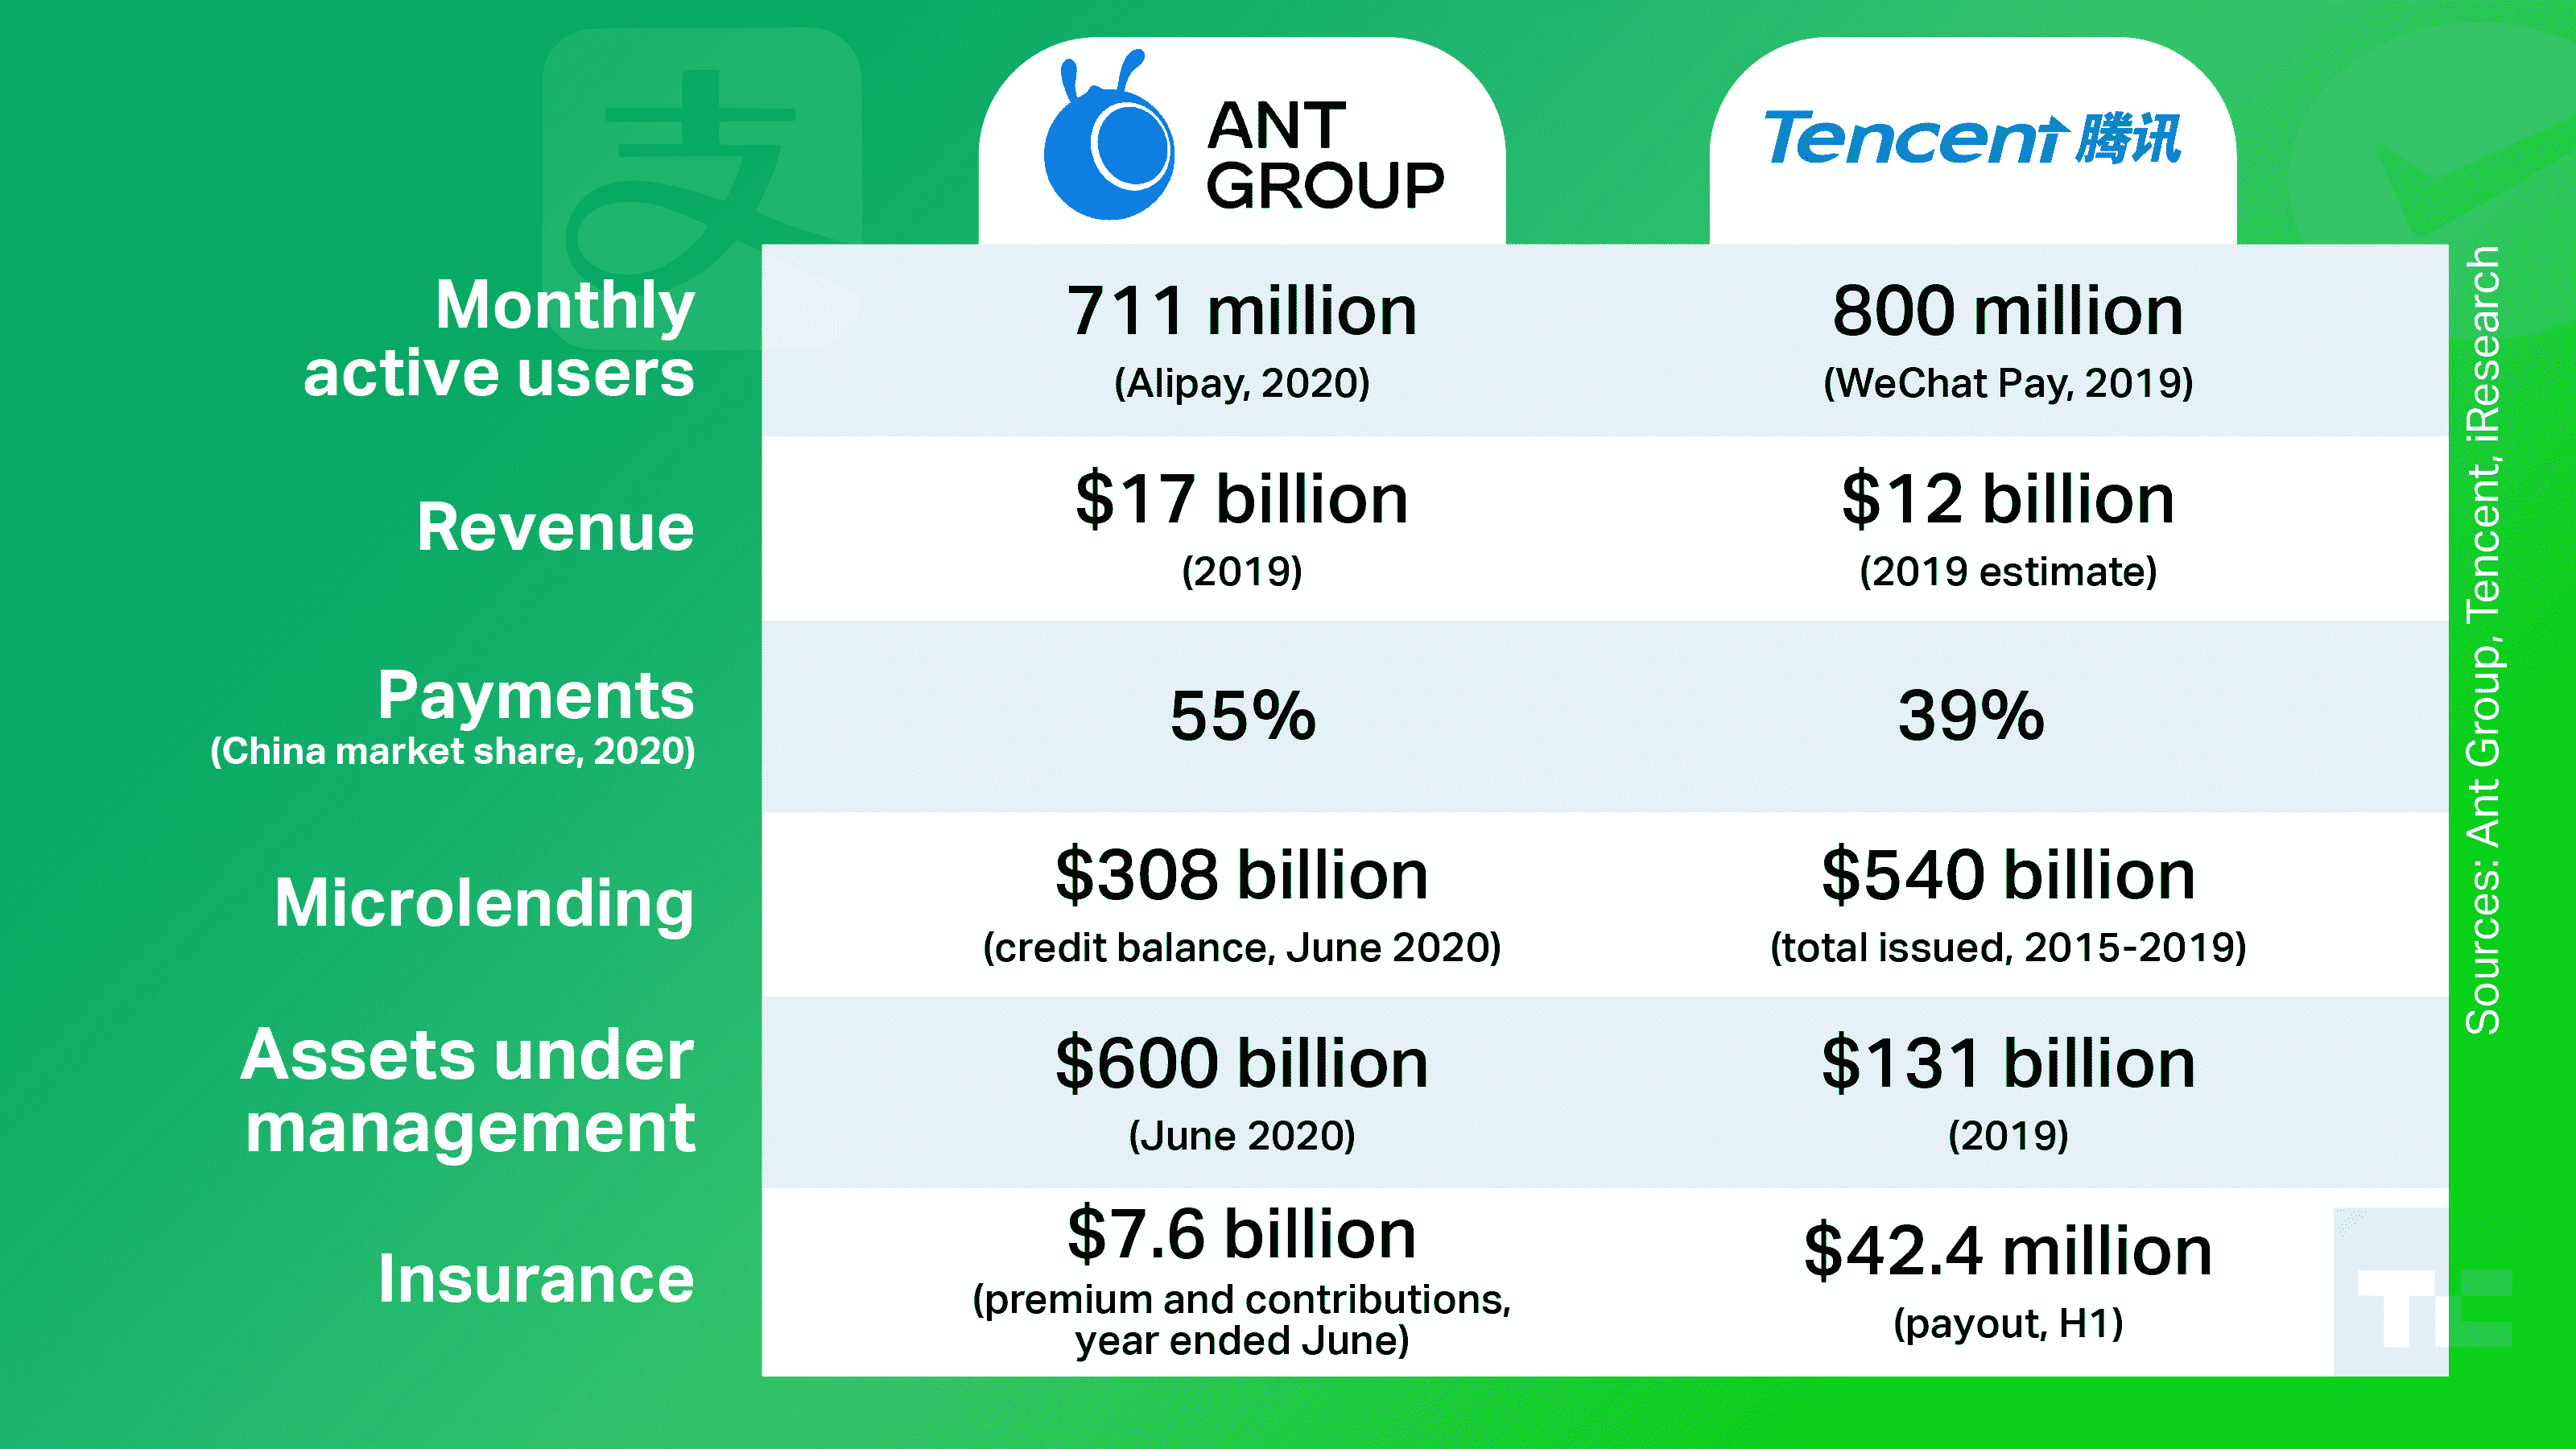 ANT
GROUP
Tencent 腾讯
支
Monthly
active users
711 million
(Alipay, 2020)
800 million
(WeChat Pay, 2019)
Revenue
$17 billion
(2019)
$12 billion
(2019 estimate)
Payments
(China market share, 2020)
55%
39%
Microlending
$308 billion
(credit balance, June 2020)
$540 billion
(total issued, 2015-2019)
Assets under
management
$600 billion
(June 2020)
$131 billion
(2019)
Insurance
$7.6 billion
(premium and contributions,
year ended June)
$42.4 million
(payout, H1)
Sources: Ant Group, Tencent, iResearch
TC